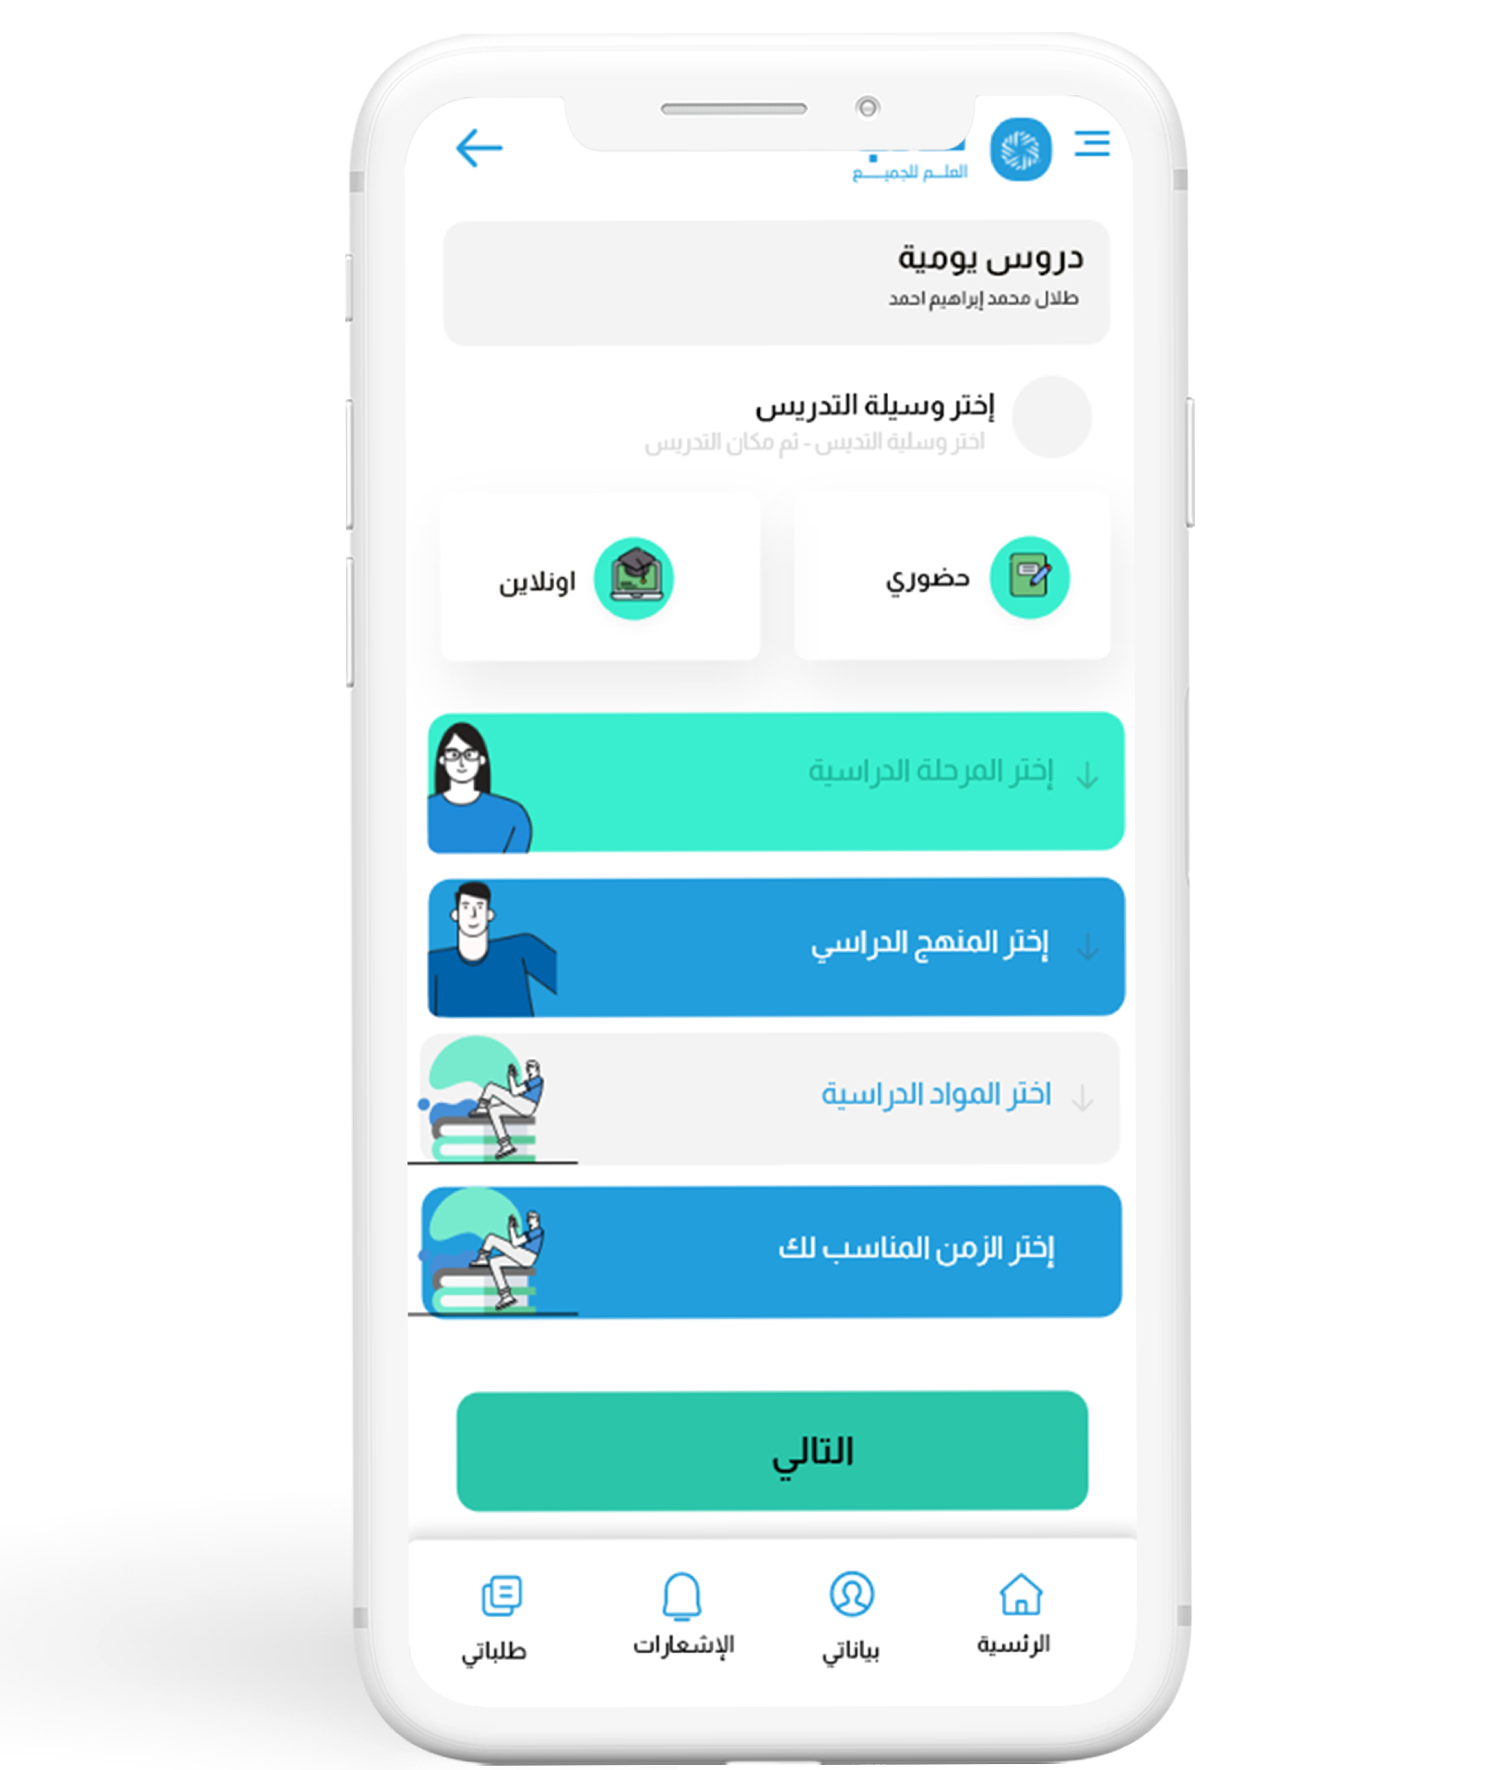 العلم للجميع
دروس يومية
طلال محمد إبراهيم احمد
إختر وسيلة التدريس
اختر وسلية التديس - ثم مكان التدريس
حضوري
اونلاين
إختر المرحلة الدراسية
إختر المنهج الدراسي
اختر المواد الدراسية
إختر الزمن المناسب لك
التالي
الرئسية
بياناتي
الإشعارات
طلباتي